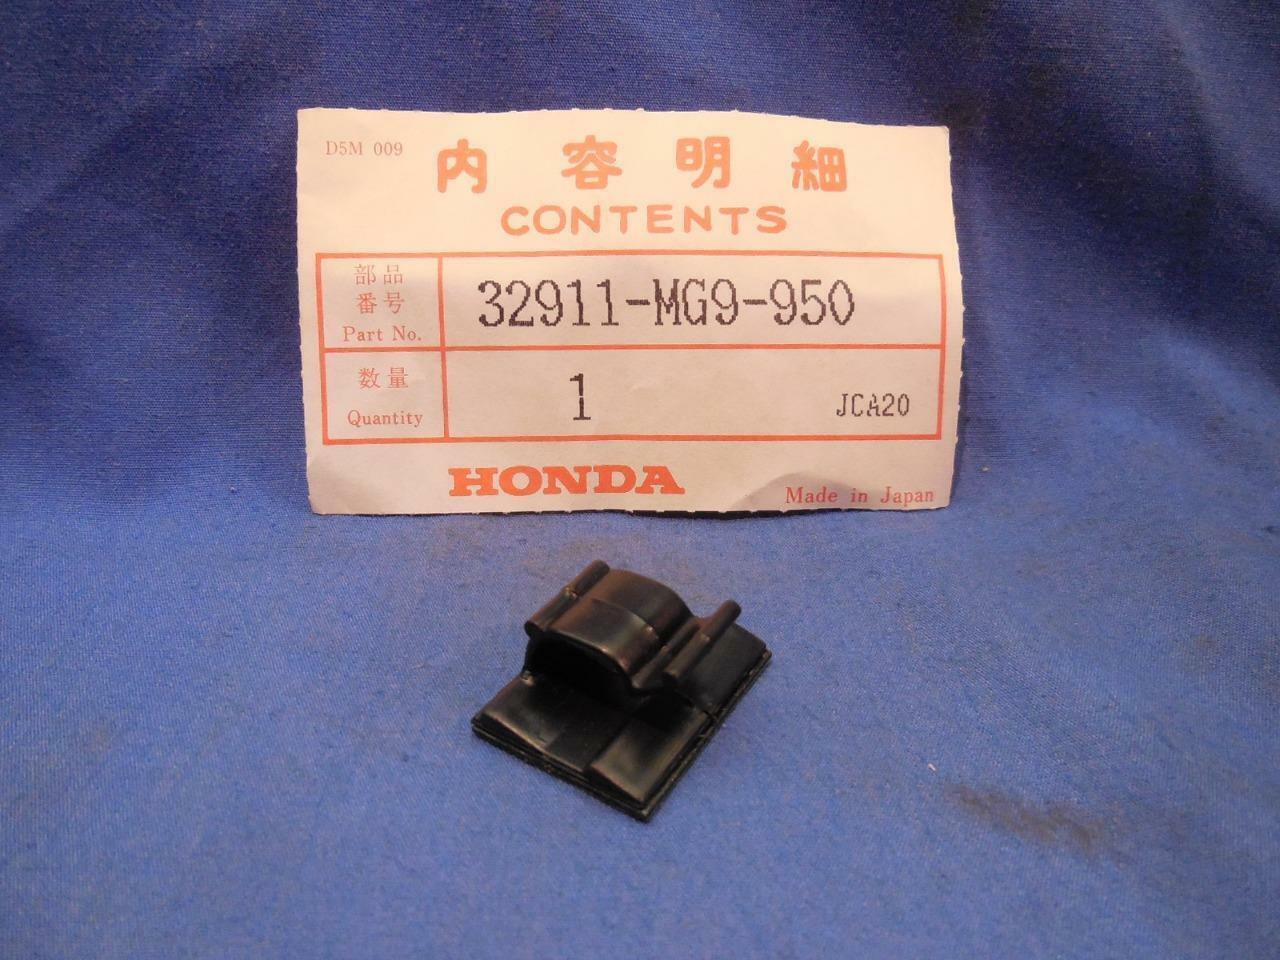 D5M 009
内容明細
CONTENTS
部品
番号
Part No.
32911-MG9-950
数量
Quantity
1
JCA20
HONDA
Made in Japan